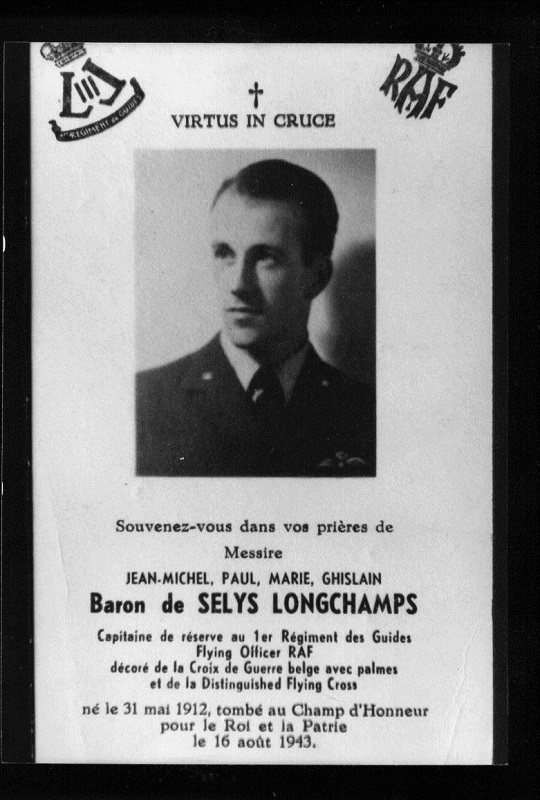 LIII
1er REGIMENT de GUIDES
RAF
VIRTUS IN CRUCE
Souvenez-vous dans vos prières de
Messire
JEAN-MICHEL, PAUL, MARIE, GHISLAIN
Baron de SELYS LONGCHAMPS
Capitaine de réserve au 1er Régiment des Guides
Flying Officer RAF
décoré de la Croix de Guerre belge avec palmes
et de la Distinguished Flying Cross
né le 31 mai 1912, tombé au Champ d'Honneur
pour le Roi et la Patrie
le 16 août 1943.